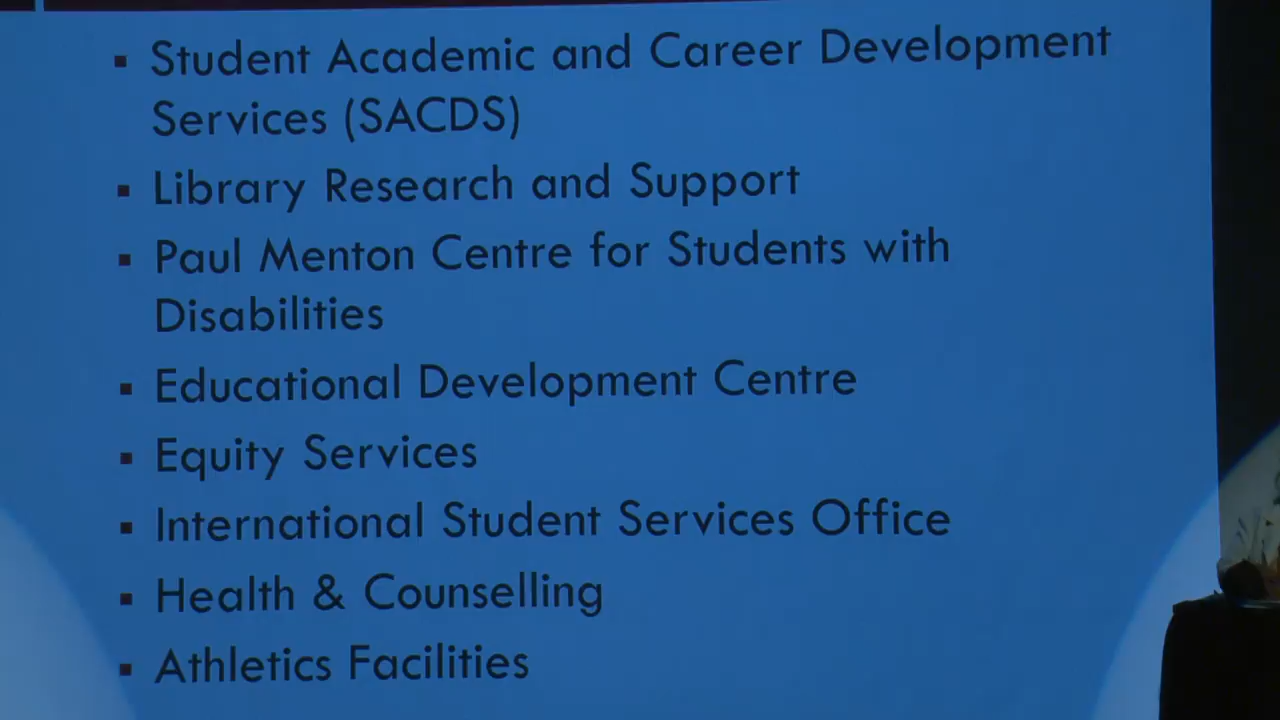 ▪ Student Academic and Career Development
Services (SACDS)
▪ Library Research and Support
▪ Paul Menton Centre for Students with
Disabilities
▪ Educational Development Centre
▪ Equity Services
▪ International Student Services Office
▪ Health & Counselling
▪ Athletics Facilities